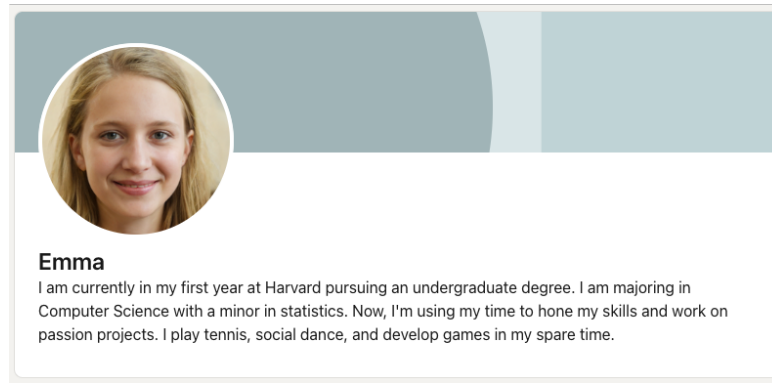 Emma
I am currently in my first year at Harvard pursuing an undergraduate degree. I am majoring in
Computer Science with a minor in statistics. Now, I'm using my time to hone my skills and work on
passion projects. I play tennis, social dance, and develop games in my spare time.